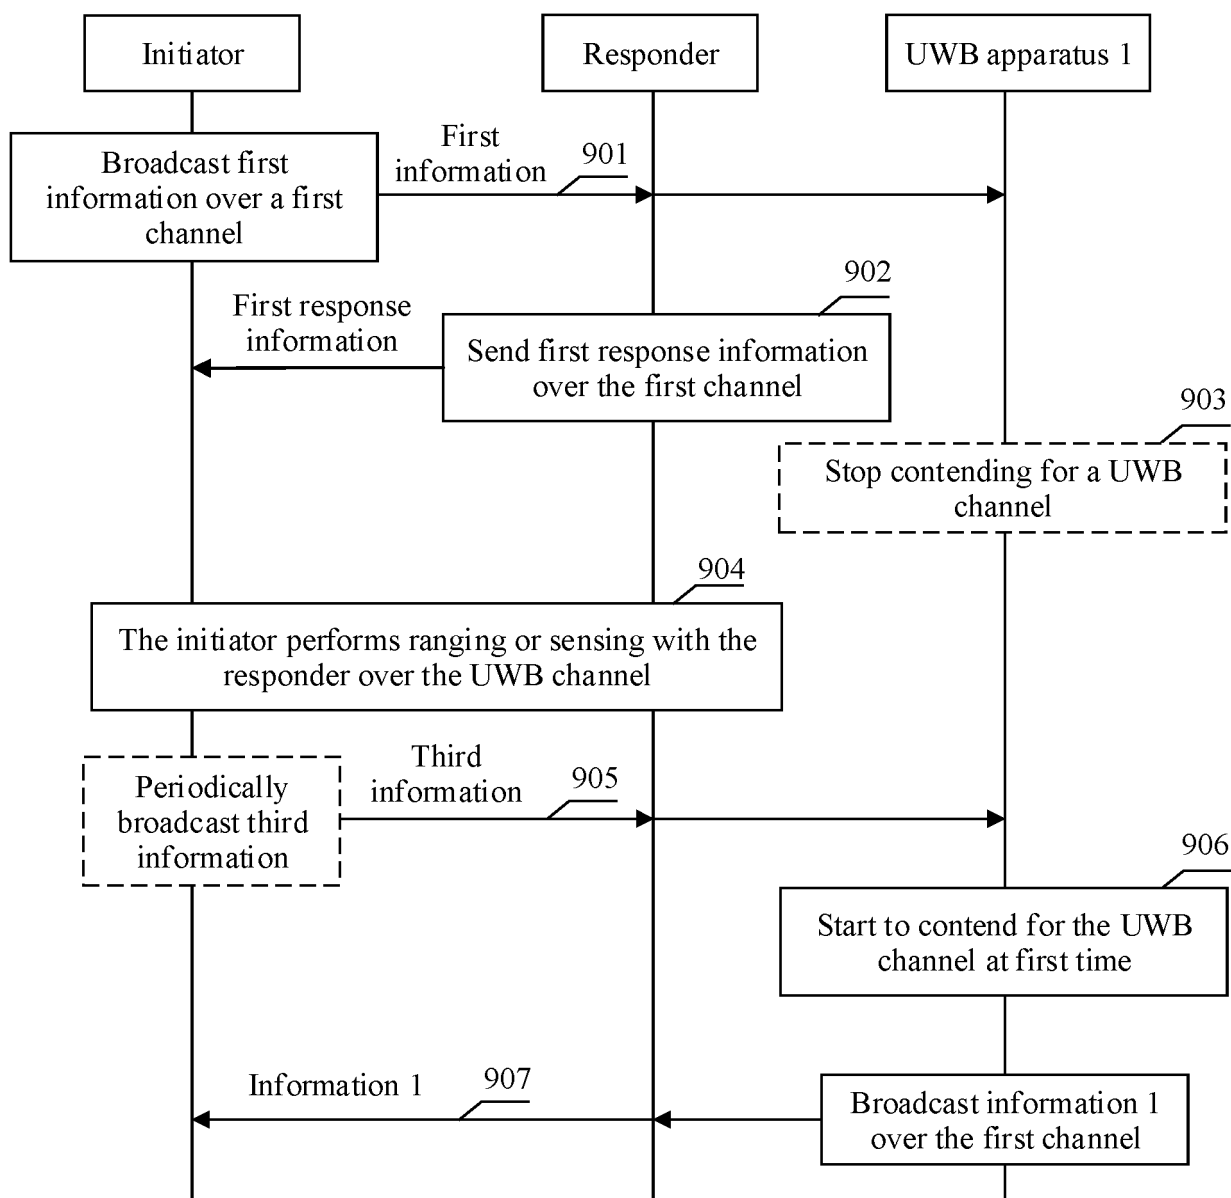 Initiator
Responder
UWB apparatus 1
Broadcast first
information over a first
channel
First
information
901
902
First response
information
Send first response information
over the first channel
903
Stop contending for a UWB
channel
904
The initiator performs ranging or sensing with the
responder over the UWB channel
Periodically
broadcast third
information
Third
information
905
906
Start to contend for the UWB
channel at first time
Information 1
907
Broadcast information 1
over the first channel